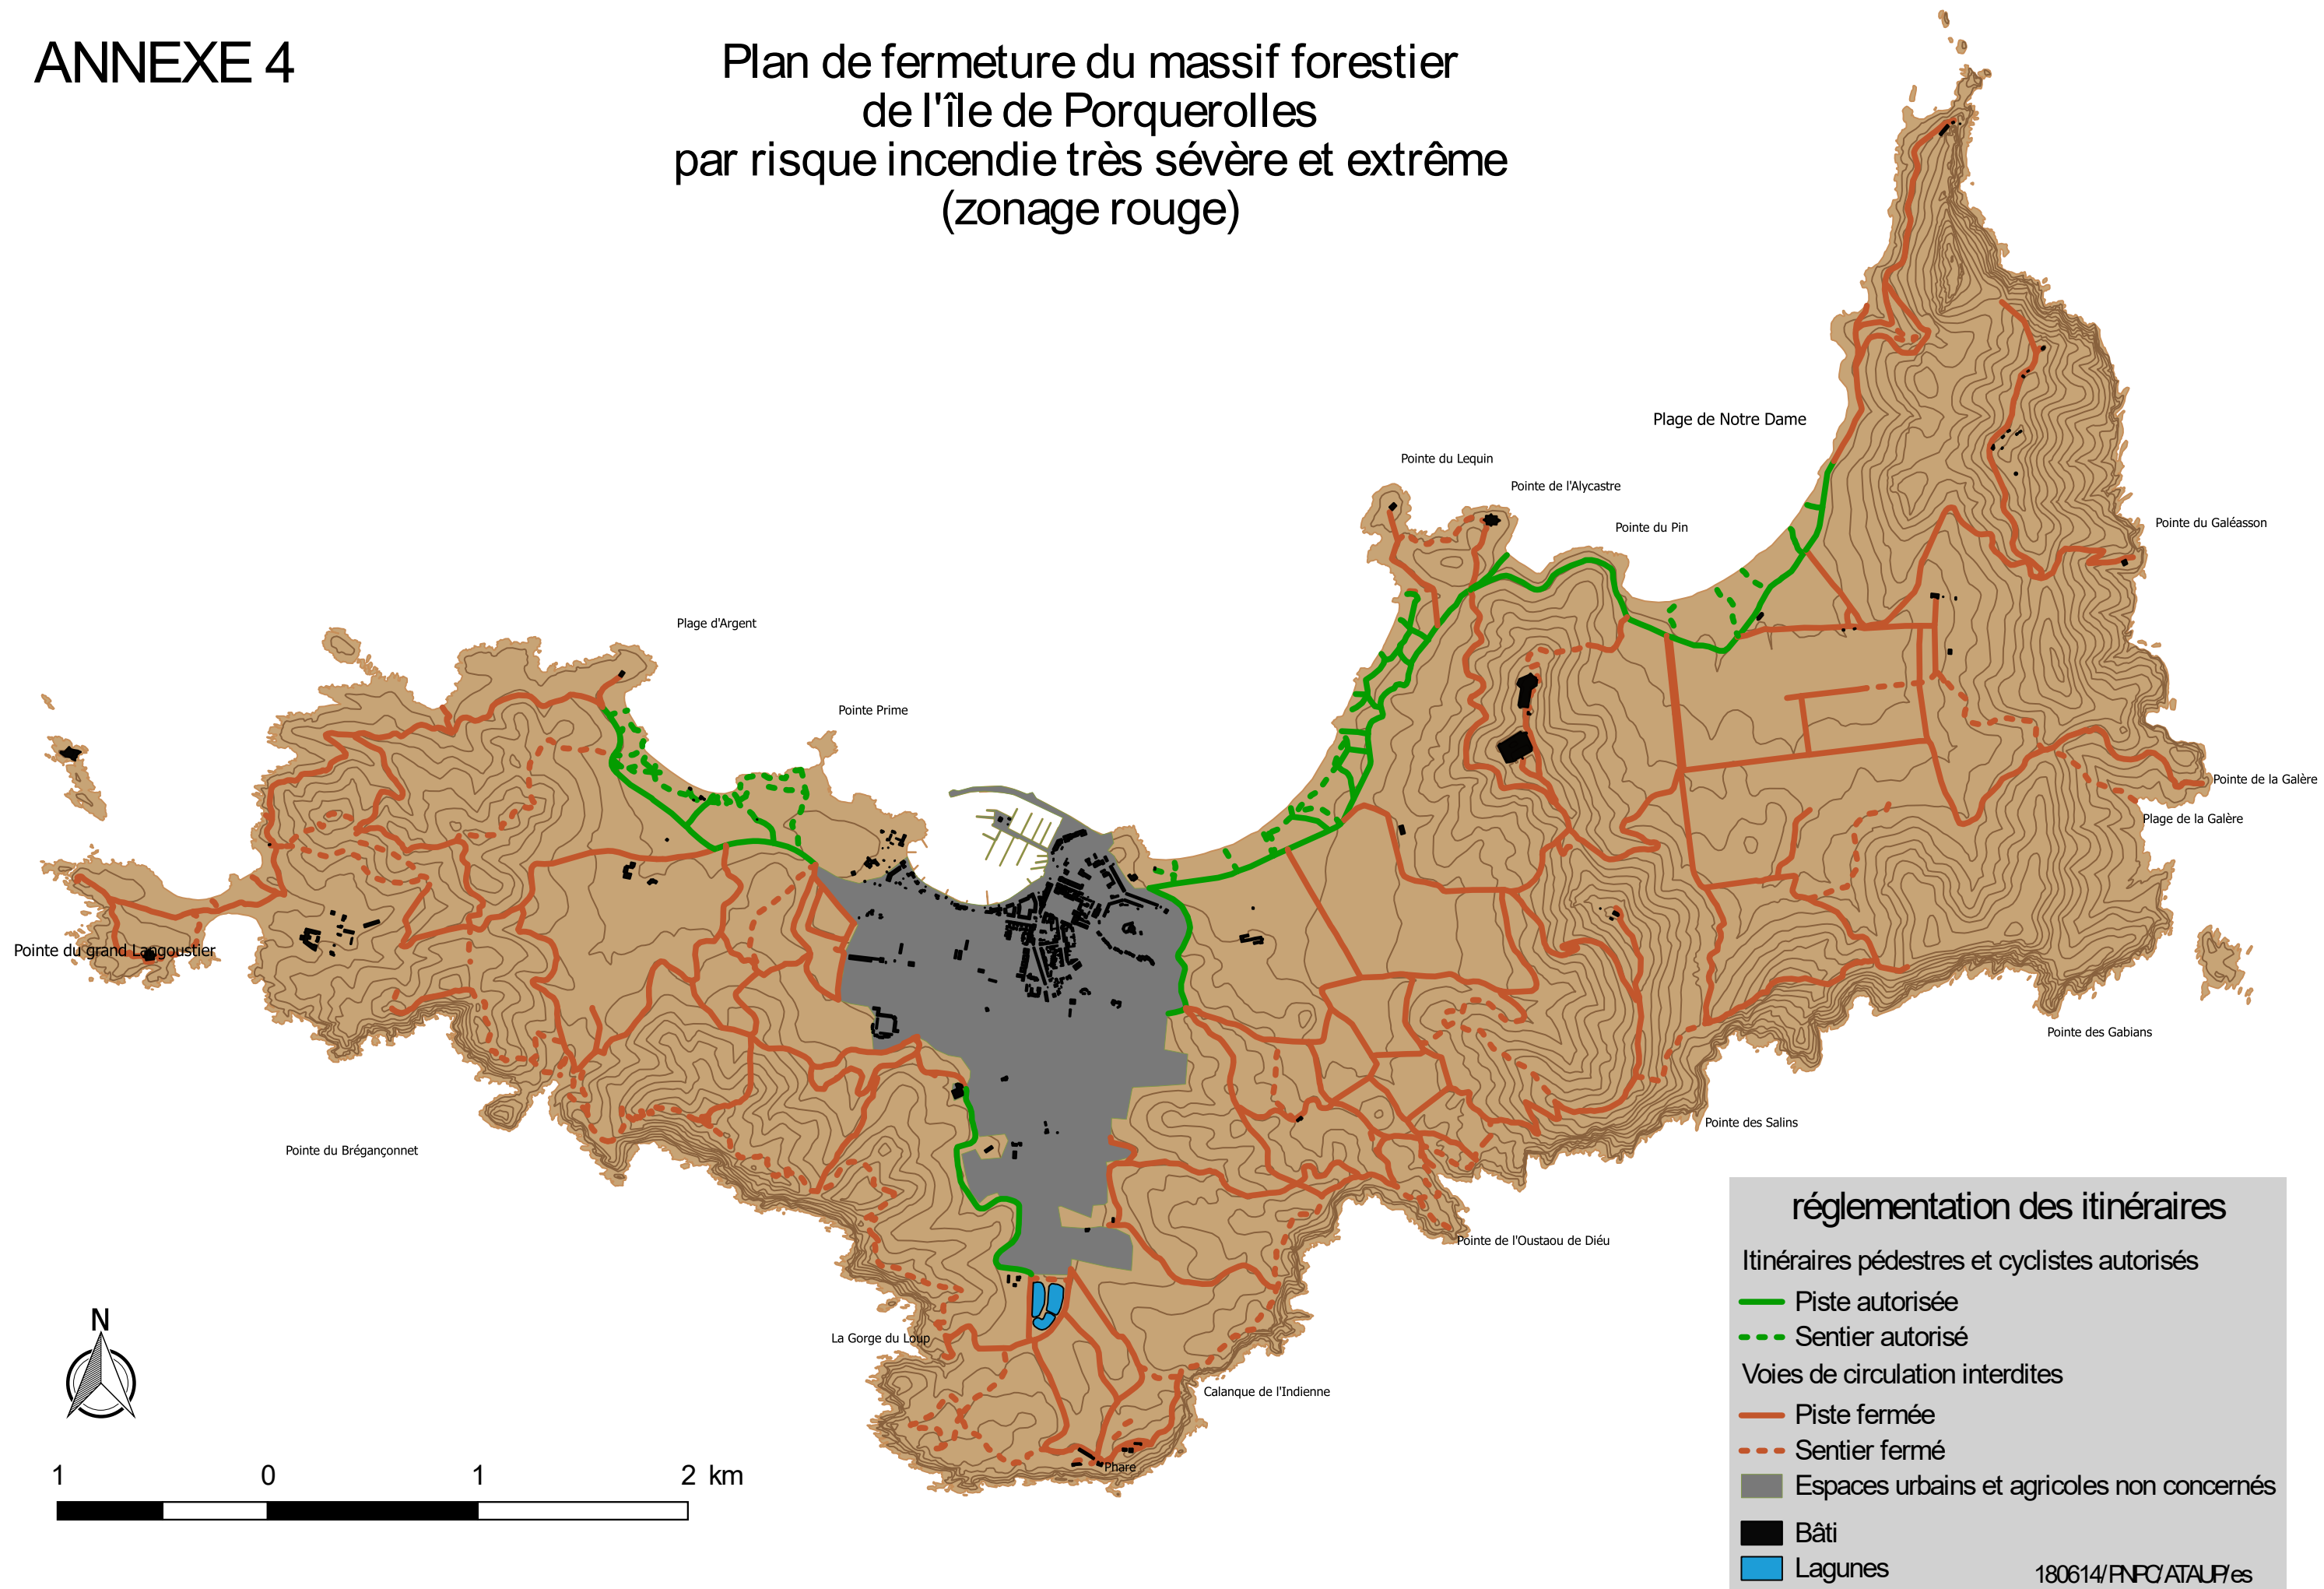 ANNEXE 4
Plan de fermeture du massif forestier
de l'île de Porquerolles
par risque incendie très sévère et extrême
(zonage rouge)
Plage de Notre Dame
Pointe du Lequin
Pointe de l'Alycastre
Pointe du Pin
Pointe du Galéasson
Plage d'Argent
Pointe Prime
Pointe de la Galère
Plage de la Galère
Pointe du grand Langoustier
Pointe des Gabians
Pointe des Salins
Pointe du Brégançonnet
Pointe de l'Oustaou de Diéu
La Gorge du Loup
Calanque de l'Indienne
Phare
N
1 0 1 2 km
réglementation des itinéraires
Itinéraires pédestres et cyclistes autorisés
Piste autorisée
Sentier autorisé
Voies de circulation interdites
Piste fermée
Sentier fermé
Espaces urbains et agricoles non concernés
Bâti
Lagunes
180614/PNPC/ATAUP/es